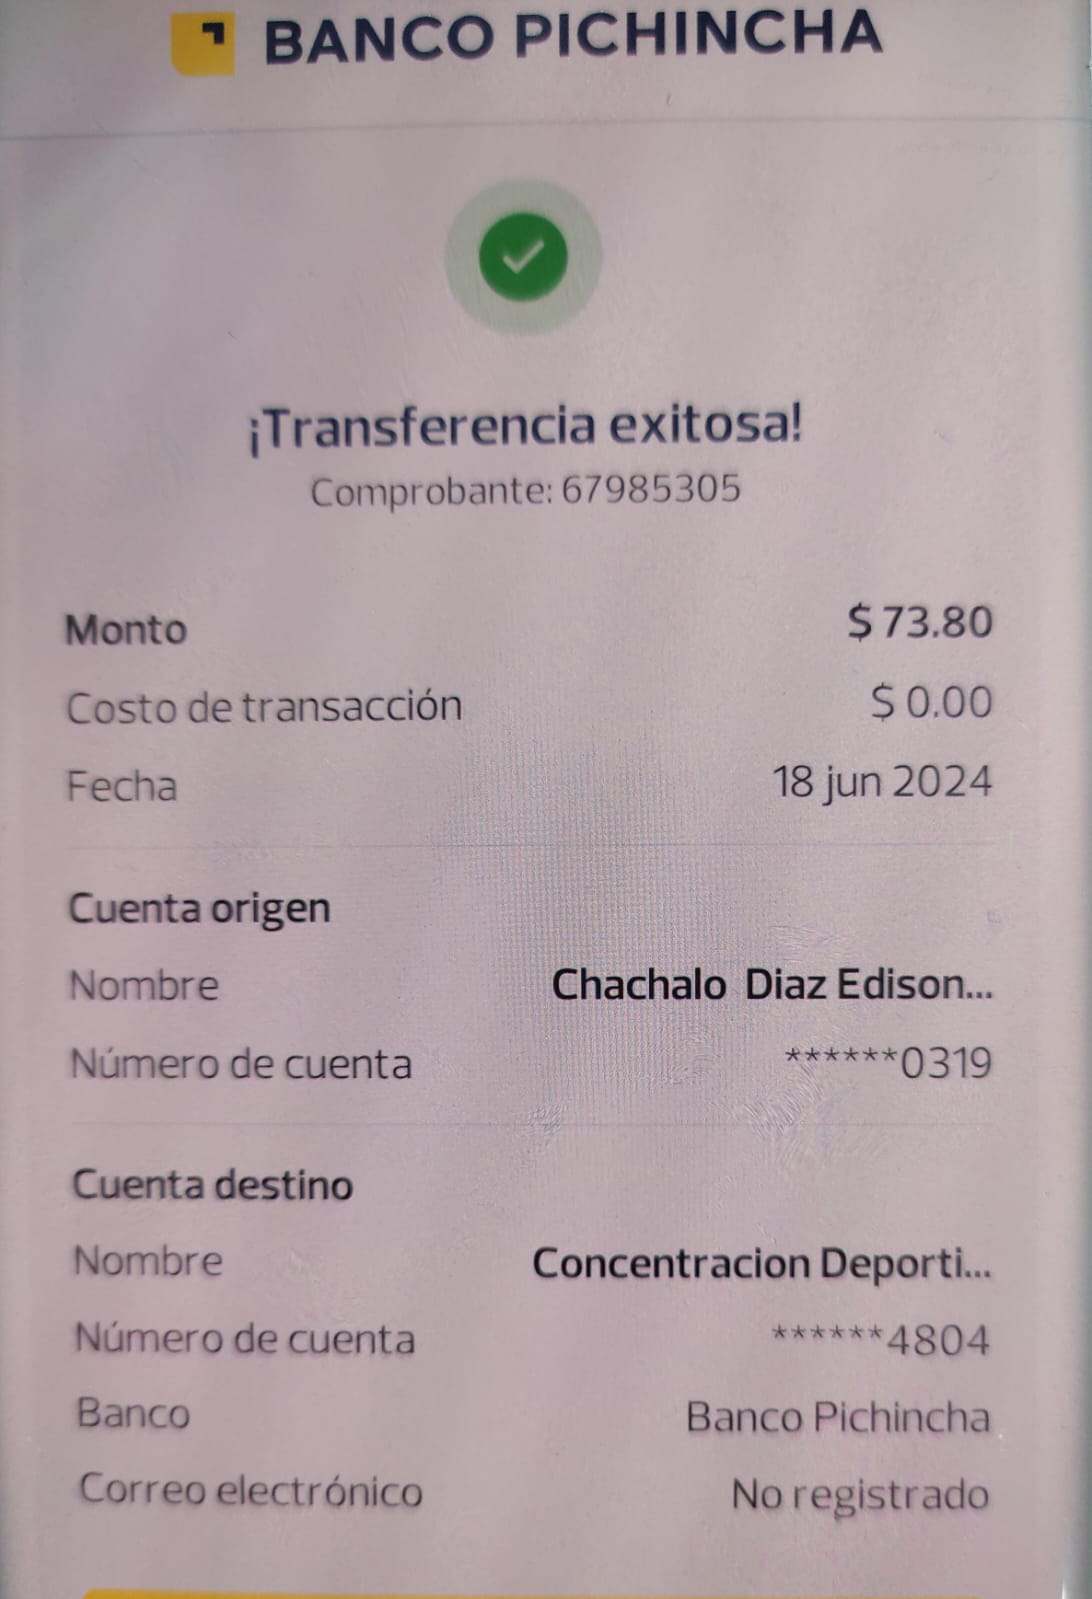 BANCO PICHINCHA
¡Transferencia exitosa!
Comprobante: 67985305
Monto $ 73.80
Costo de transacción $ 0.00
Fecha 18 jun 2024
Cuenta origen
Nombre Chachalo Diaz Edison...
Número de cuenta ******0319
Cuenta destino
Nombre Concentracion Deporti...
Número de cuenta ******4804
Banco Banco Pichincha
Correo electrónico No registrado